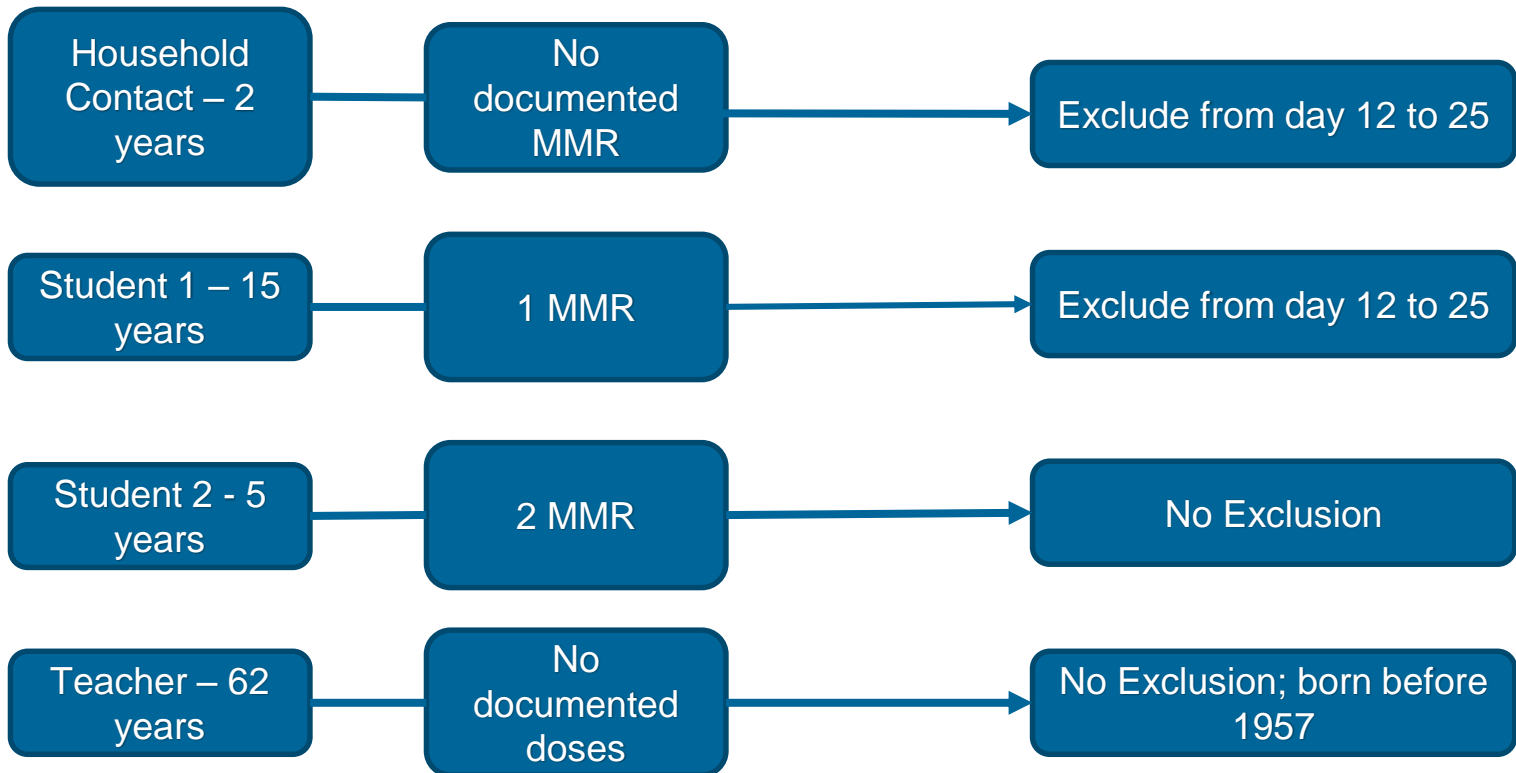 Household
Contact – 2
years
No
documented
MMR
Exclude from day 12 to 25
Student 1 – 15
years
1 MMR
Exclude from day 12 to 25
Student 2 - 5
years
2 MMR
No Exclusion
Teacher – 62
years
No
documented
doses
No Exclusion; born before
1957